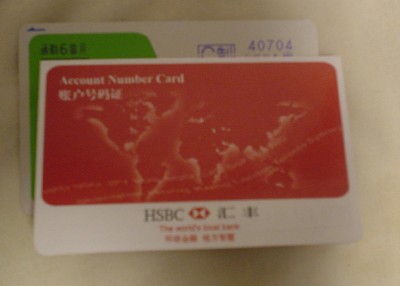 40704
Account Number Card
账户号码证
HSBC 汇丰
The world's local bank
环球金融 地方智慧